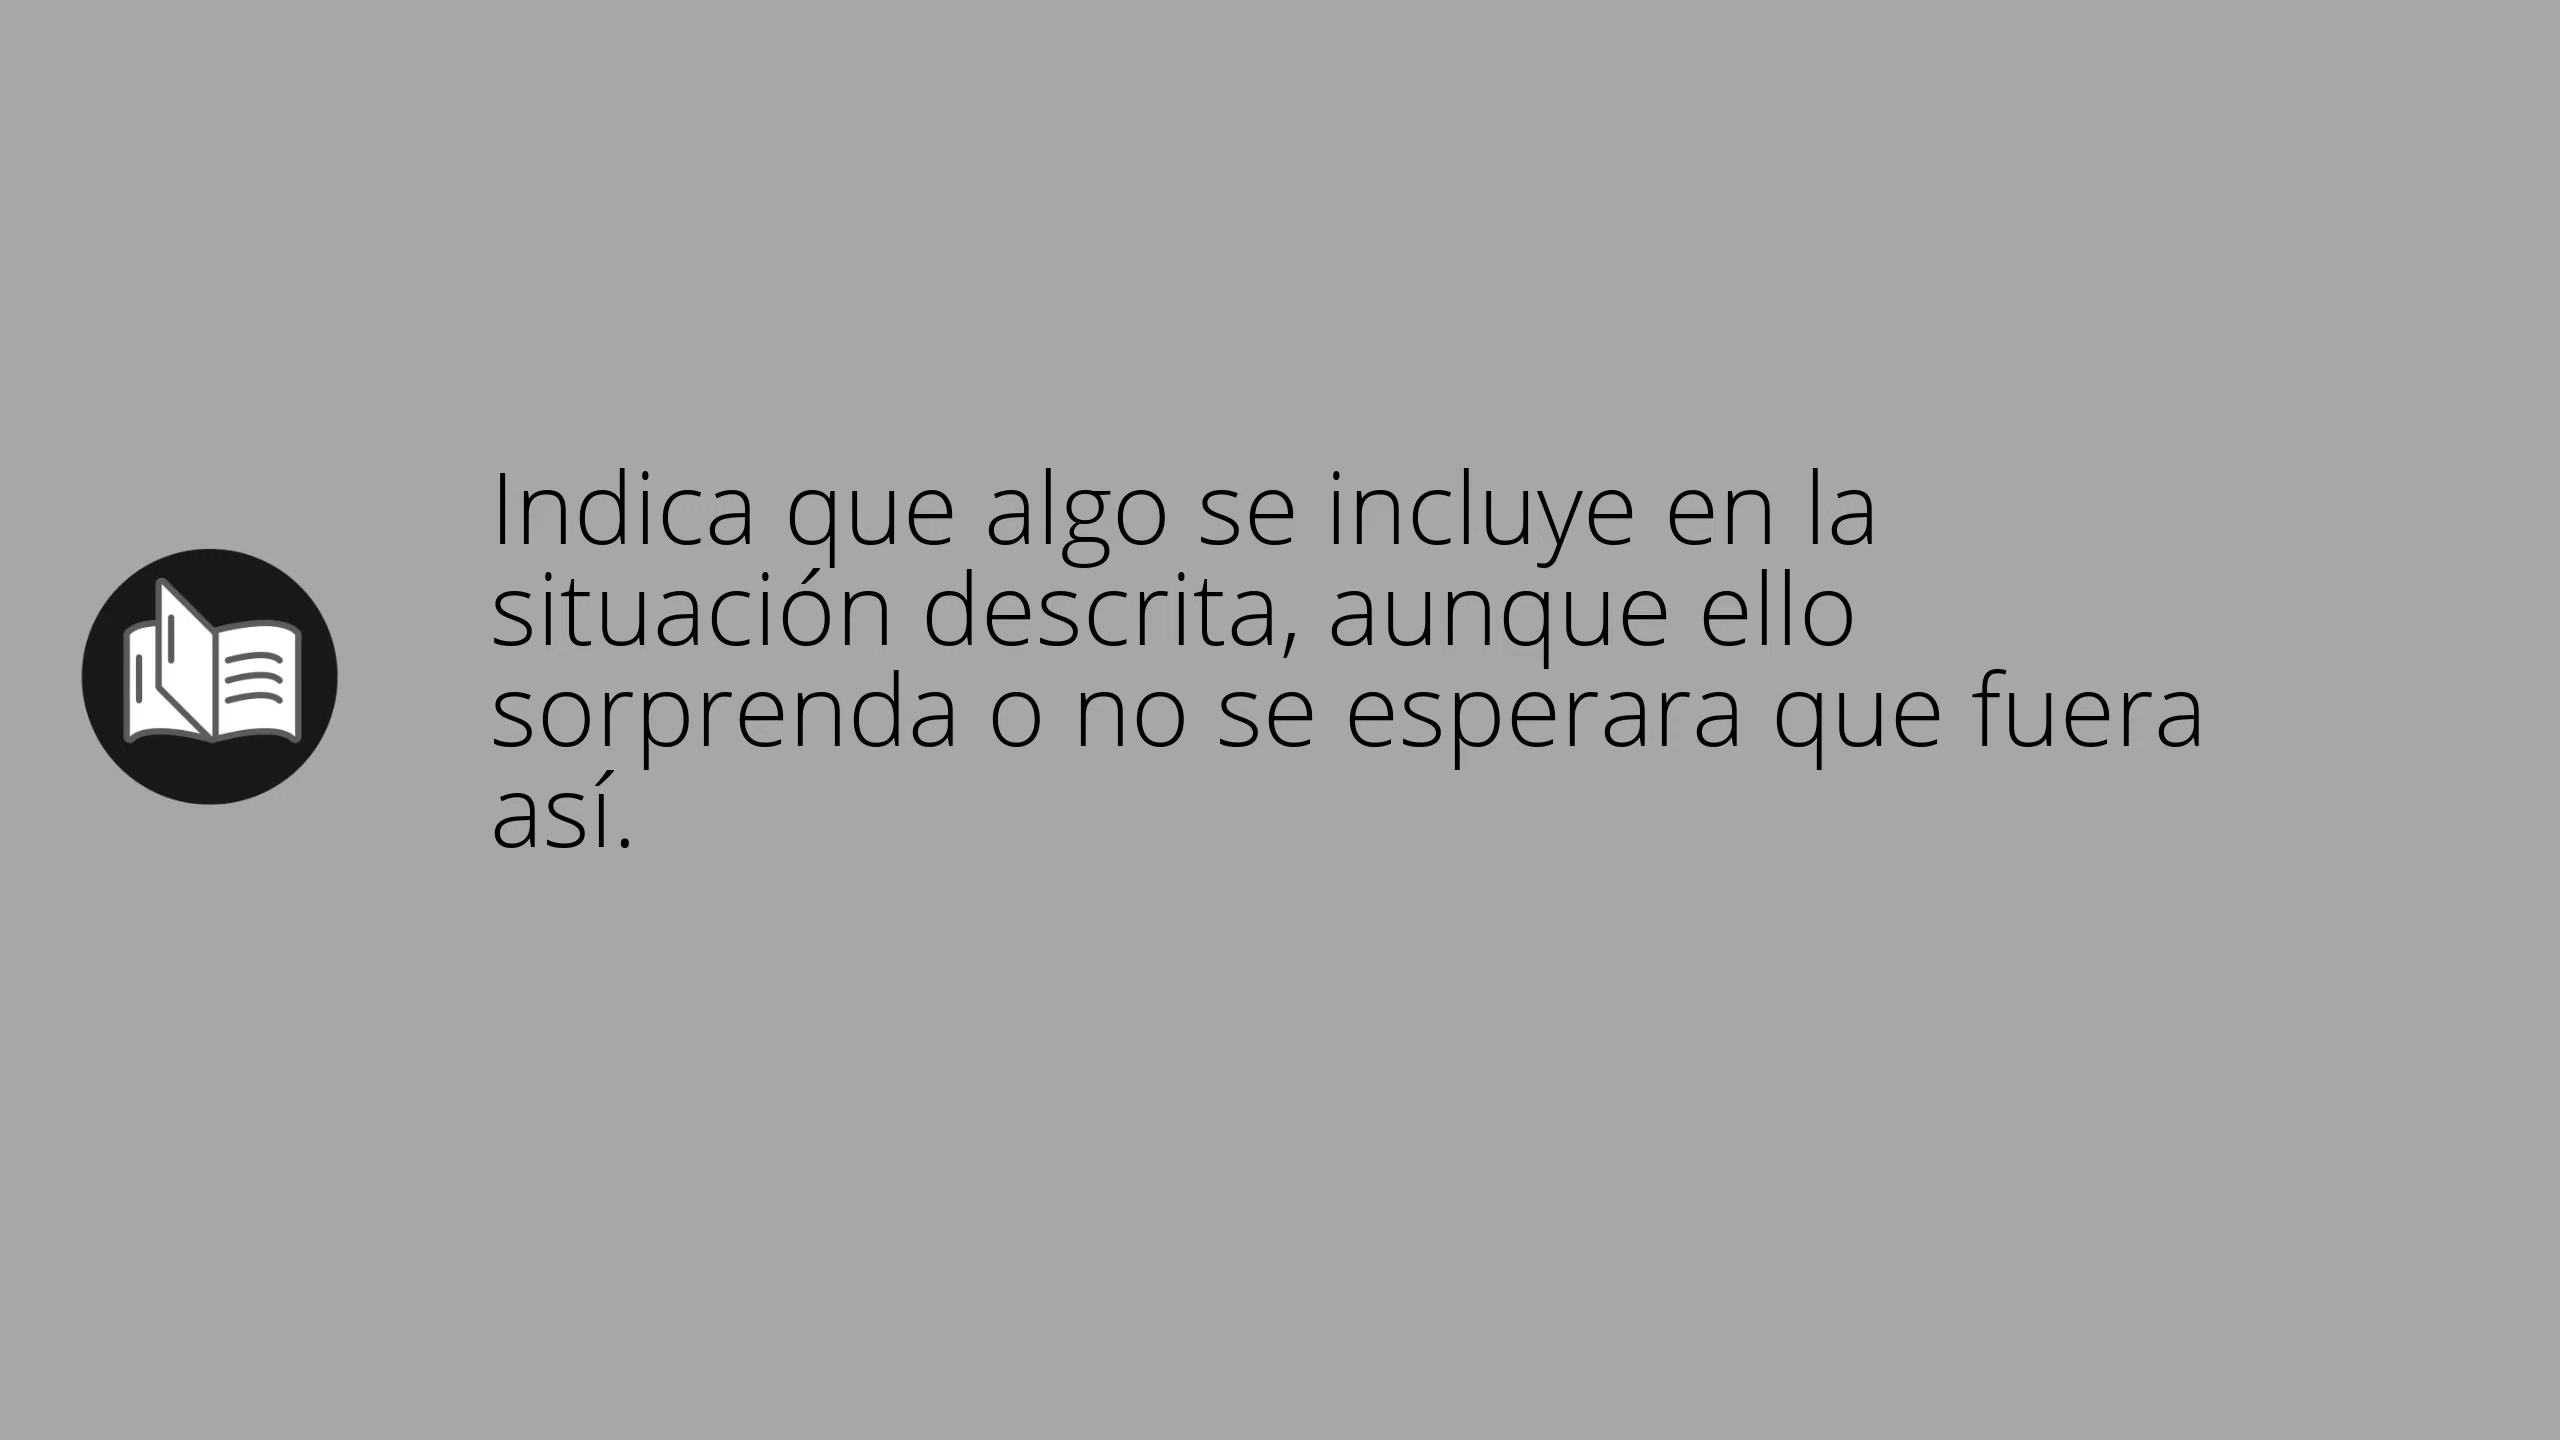 Indica que algo se incluye en la
situación descrita, aunque ello
sorprenda o no se esperara que fuera
así.